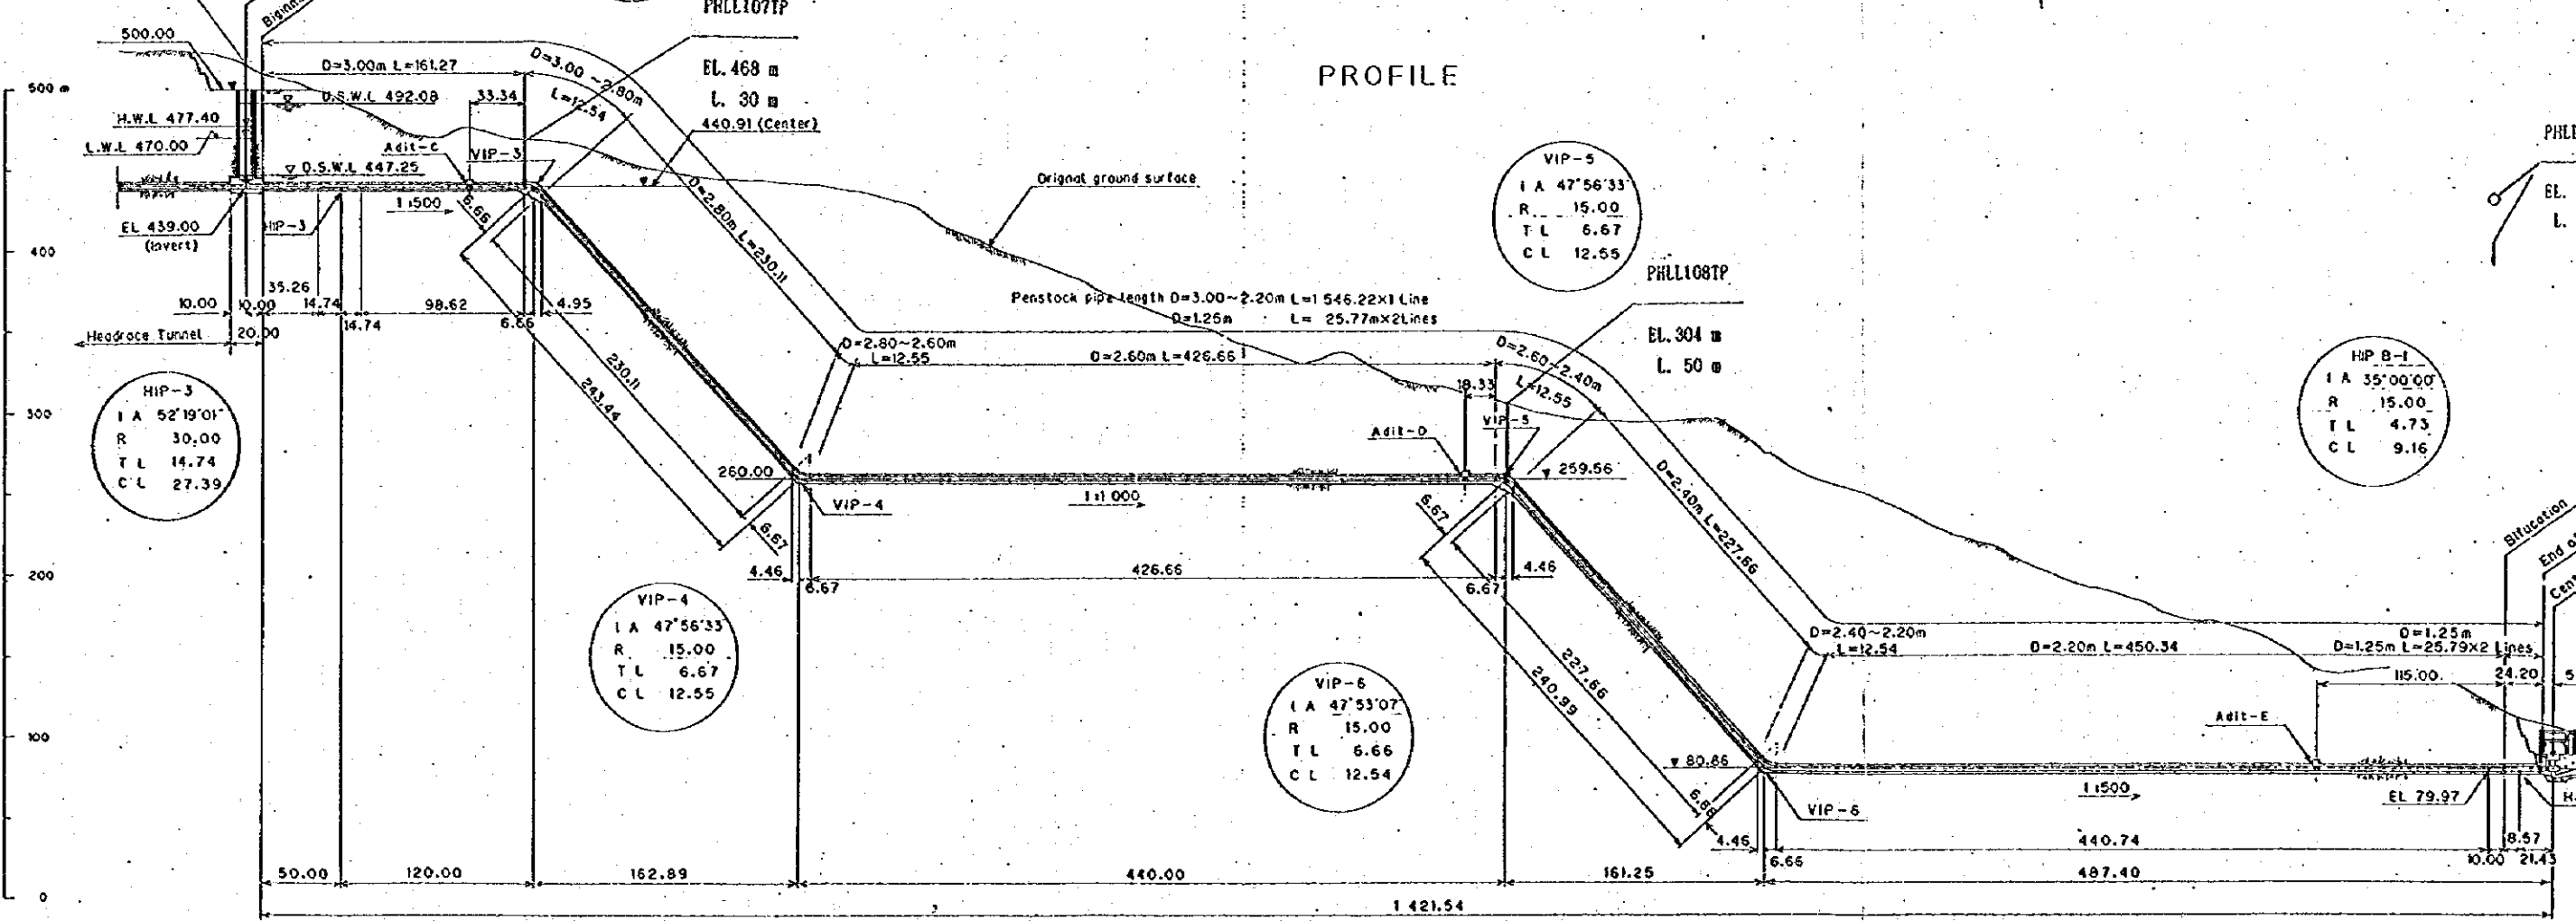 PHLL107TP
EL. 468 m
L. 30 m
440.91 (Center)
PROFILE
500.00
500 m
400
300
200
100
0
D=3.00m L=161.27
D=3.00 ~2.80m
L=12.54
D.S.W.L 492.08
33.34
H.W.L 477.40
L.W.L 470.00
Adit-C
VIP-3
D.S.W.L 447.25
1:500
EL 439.00
(Invert)
HIP-3
6.66
D=2.80m L=230.11
Orignal ground surface
10.00
10.00
35.26
14.74
14.74
98.62
6.66
4.95
Headrace Tunnel
20.00
HIP-3
I A 52°19'01"
R 30.00
T L 14.74
C L 27.39
230.11
243.44
D=2.80~2.60m
L=12.55
Penstock pipe length D=3.00~2.20m L=1 546.22×1 Line
D=1.25m L= 25.77m×2Lines
D=2.60m L=426.66
VIP-5
I A 47°56'33"
R 15.00
T L 6.67
C L 12.55
PHLL108TP
EL. 304 m
L. 50 m
D=2.60~2.40m
L=12.55
18.33
Adit-D
VIP-5
260.00
1:1 000
259.56
VIP-4
6.67
4.46
6.67
426.66
6.67
4.46
6.67
VIP-4
I A 47°56'33"
R 15.00
T L 6.67
C L 12.55
D=2.40m L=227.66
227.66
240.99
VIP-6
I A 47°53'07"
R 15.00
T L 6.66
C L 12.54
D=2.40~2.20m
L=12.54
D=2.20m L=450.34
D=1.25m
D=1.25m L=25.79×2 Lines
HIP B-1
I A 35°00'00"
R 15.00
T L 4.73
C L 9.16
EL.
L.
Bifucation
115.00
24.20
Adit-E
80.86
6.66
VIP-6
1:500
EL 79.97
4.46
6.66
440.74
10.00
8.57
21.43
50.00
120.00
162.89
440.00
161.25
487.40
1 421.54